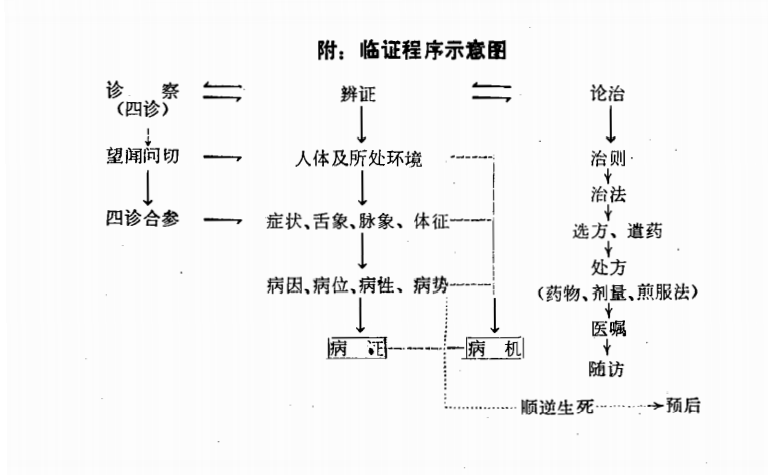 附：临证程序示意图
诊 察 辨证 论治
（四诊）
望闻问切 人体及所处环境 治则
治法
四诊合参 症状、舌象、脉象、体征 选方、遣药
处方
病因、病位、病性、病势 （药物、剂量、煎服法）
医嘱
病 证 病 机
随访
顺逆生死 预后